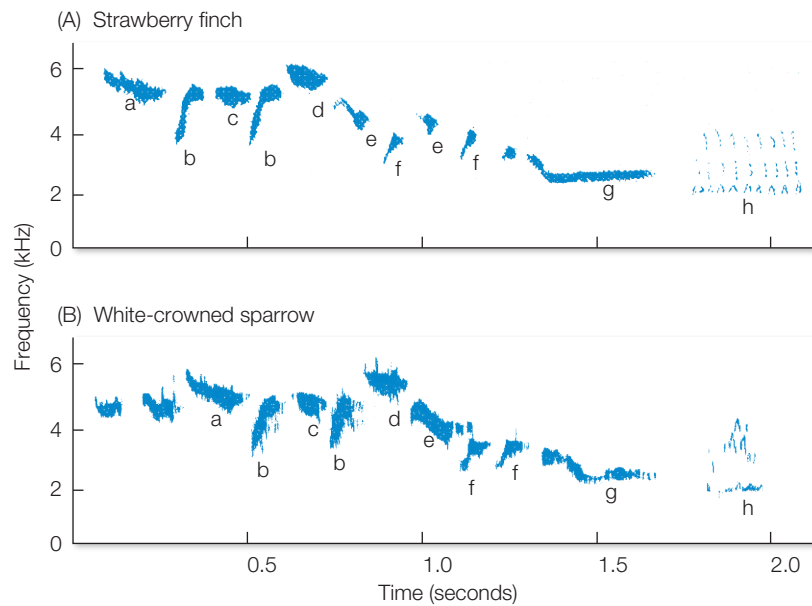 (A) Strawberry finch
6
4
2
0
a
b
c
b
d
e
f
e
f
g
h
Frequency (kHz)
(B) White-crowned sparrow
6
4
2
0
a
b
c
b
d
e
f
f
g
h
0.5
1.0
1.5
2.0
Time (seconds)